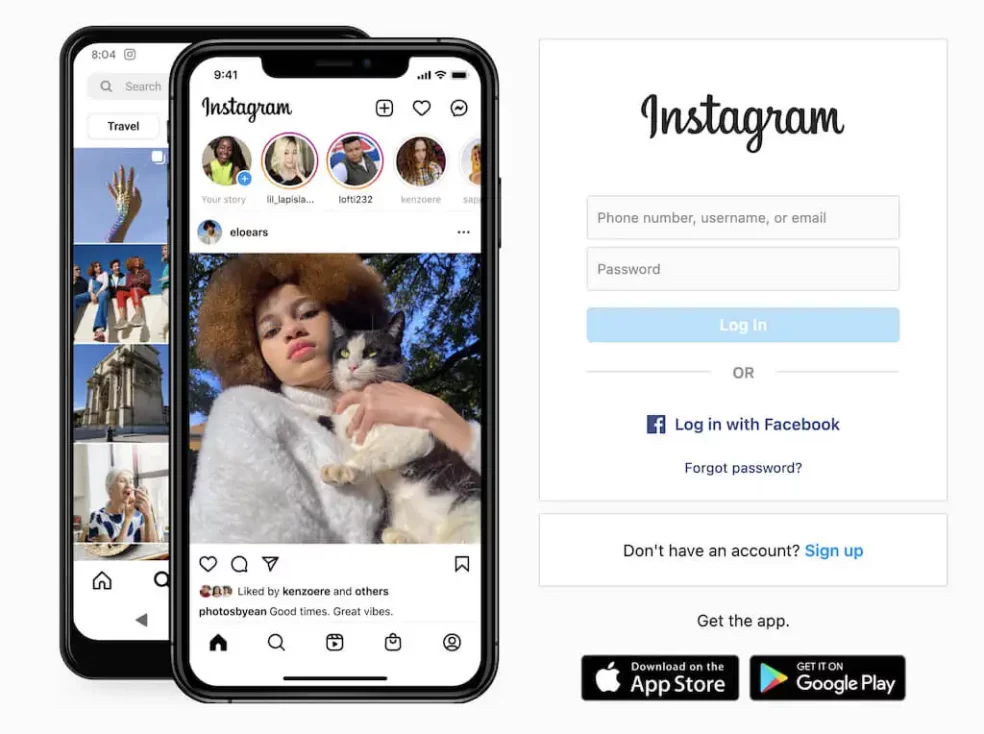 8:04
Search
Travel
9:41
Instagram
Your story
lil_lapisla...
lofti232
kenzoere
eloears
Liked by kenzoere and others
photosbyean Good times. Great vibes.
Instagram
Phone number, username, or email
Password
Log In
OR
Log in with Facebook
Forgot password?
Don't have an account? Sign up
Get the app.
Download on the
App Store
GET IT ON
Google Play